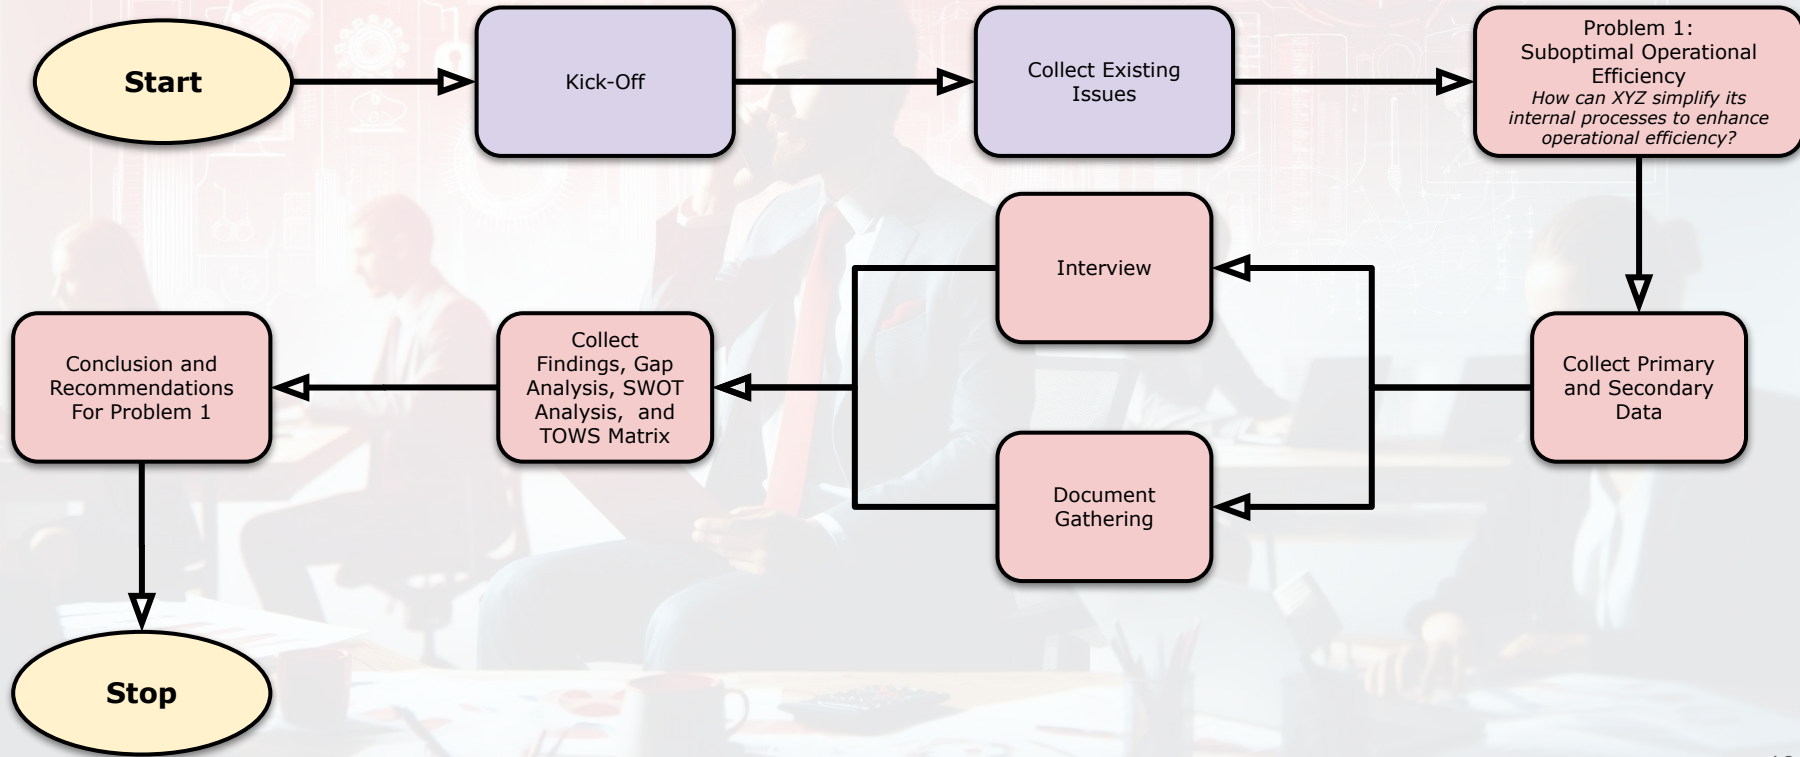 Start
Kick-Off
Collect Existing
Issues
Problem 1:
Suboptimal Operational
Efficiency
How can XYZ simplify its
internal processes to enhance
operational efficiency?
Interview
Conclusion and
Recommendations
For Problem 1
Collect
Findings, Gap
Analysis, SWOT
Analysis,  and
TOWS Matrix
Collect Primary
and Secondary
Data
Document
Gathering
Stop